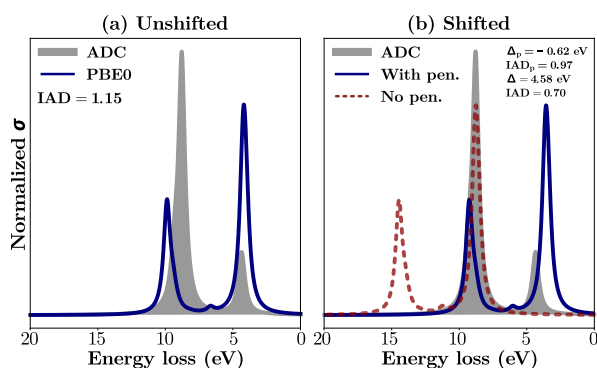 (a) Unshifted
ADC
PBE0
IAD = 1.15
Normalized σ
20 15 10 5 0
Energy loss (eV)
(b) Shifted
ADC
With pen.
No pen.
Δp = − 0.62 eV
IADp = 0.97
Δ = 4.58 eV
IAD = 0.70
20 15 10 5 0
Energy loss (eV)